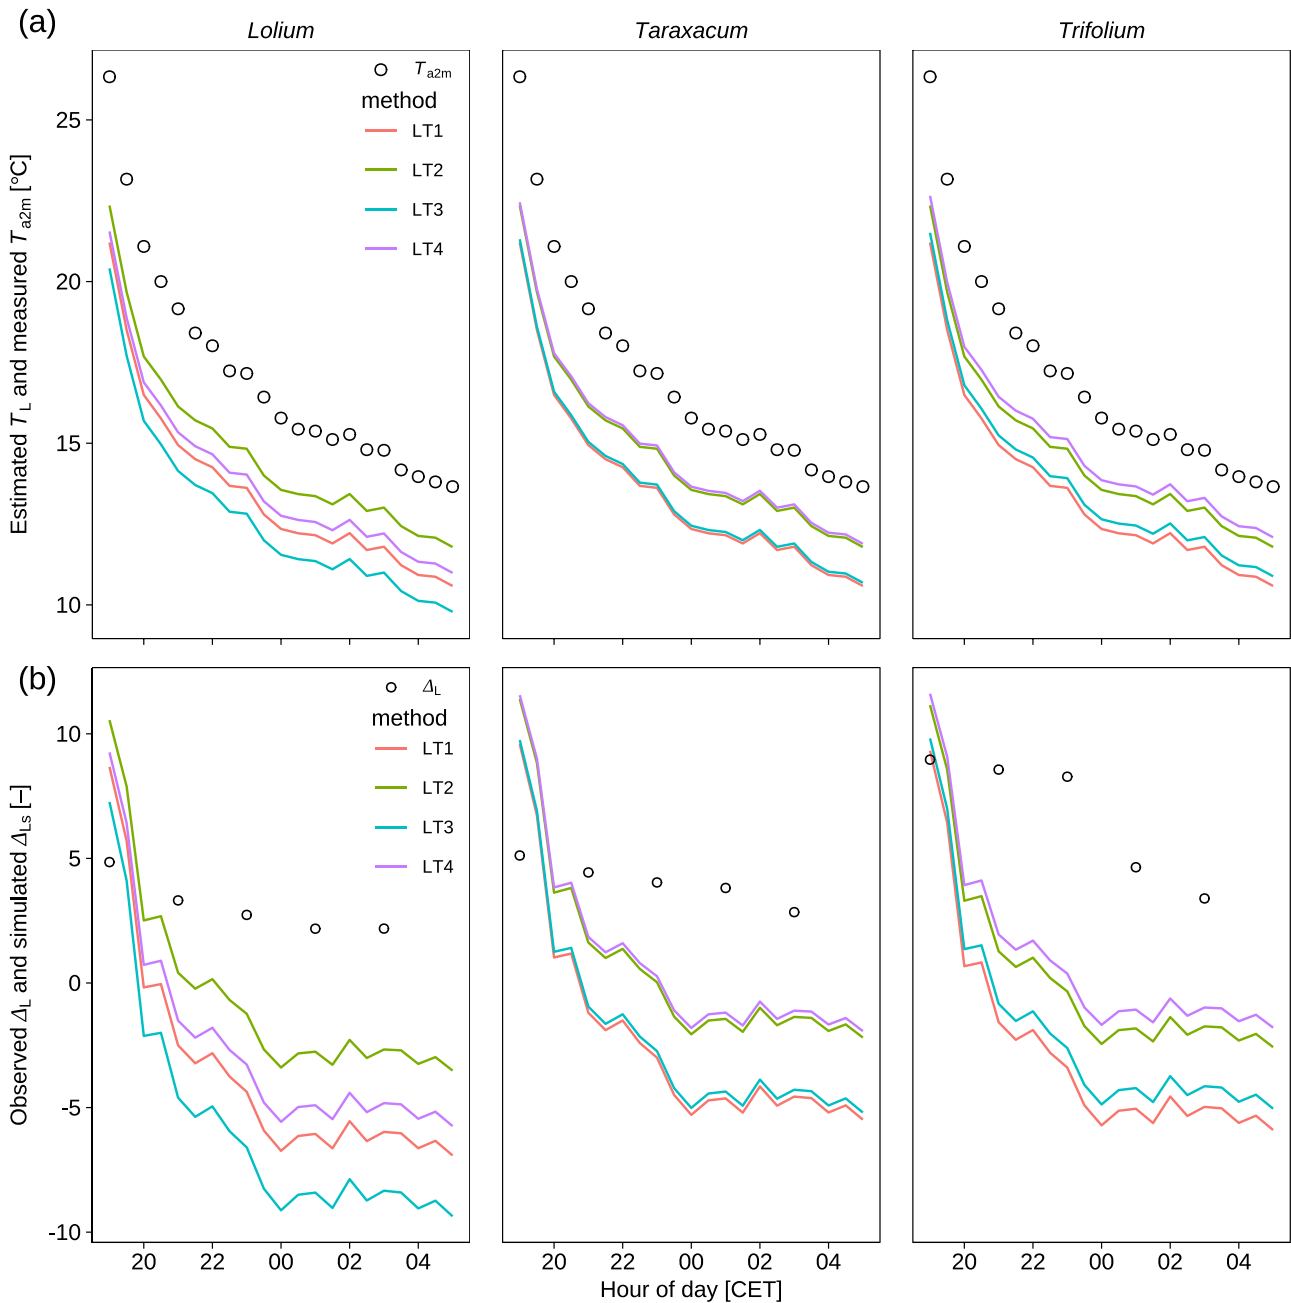 (a)
Lolium
Taraxacum
Trifolium
Estimated TL and measured Ta2m [°C]
25
20
15
10
Ta2m
method
LT1
LT2
LT3
LT4
(b)
Observed ΔL and simulated ΔLs [–]
10
5
0
-5
-10
ΔL
method
LT1
LT2
LT3
LT4
20 22 00 02 04
20 22 00 02 04
20 22 00 02 04
Hour of day [CET]